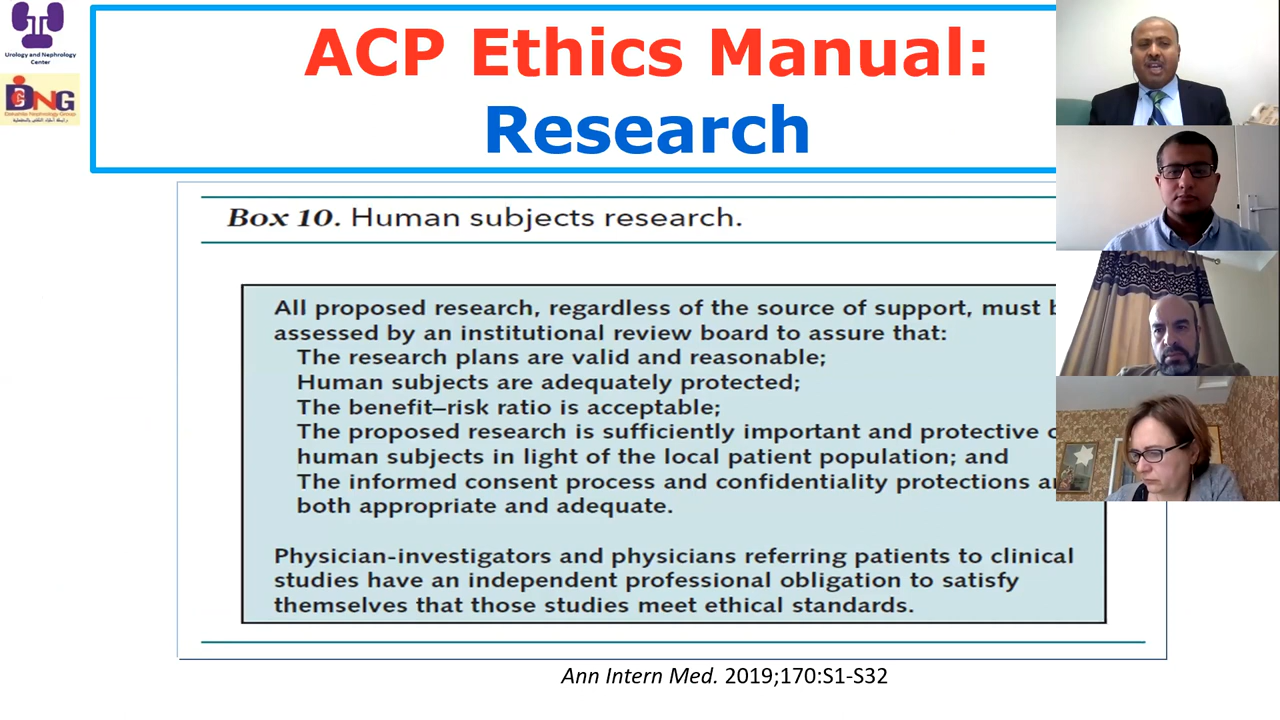 Urology and Nephrology
Center
DNG
Dakahlia Nephrology Group
ACP Ethics Manual:
Research
Box 10. Human subjects research.
All proposed research, regardless of the source of support, must
assessed by an institutional review board to assure that:
The research plans are valid and reasonable;
Human subjects are adequately protected;
The benefit–risk ratio is acceptable;
The proposed research is sufficiently important and protective
human subjects in light of the local patient population; and
The informed consent process and confidentiality protections
both appropriate and adequate.
Physician-investigators and physicians referring patients to clinical
studies have an independent professional obligation to satisfy
themselves that those studies meet ethical standards.
Ann Intern Med. 2019;170:S1-S32